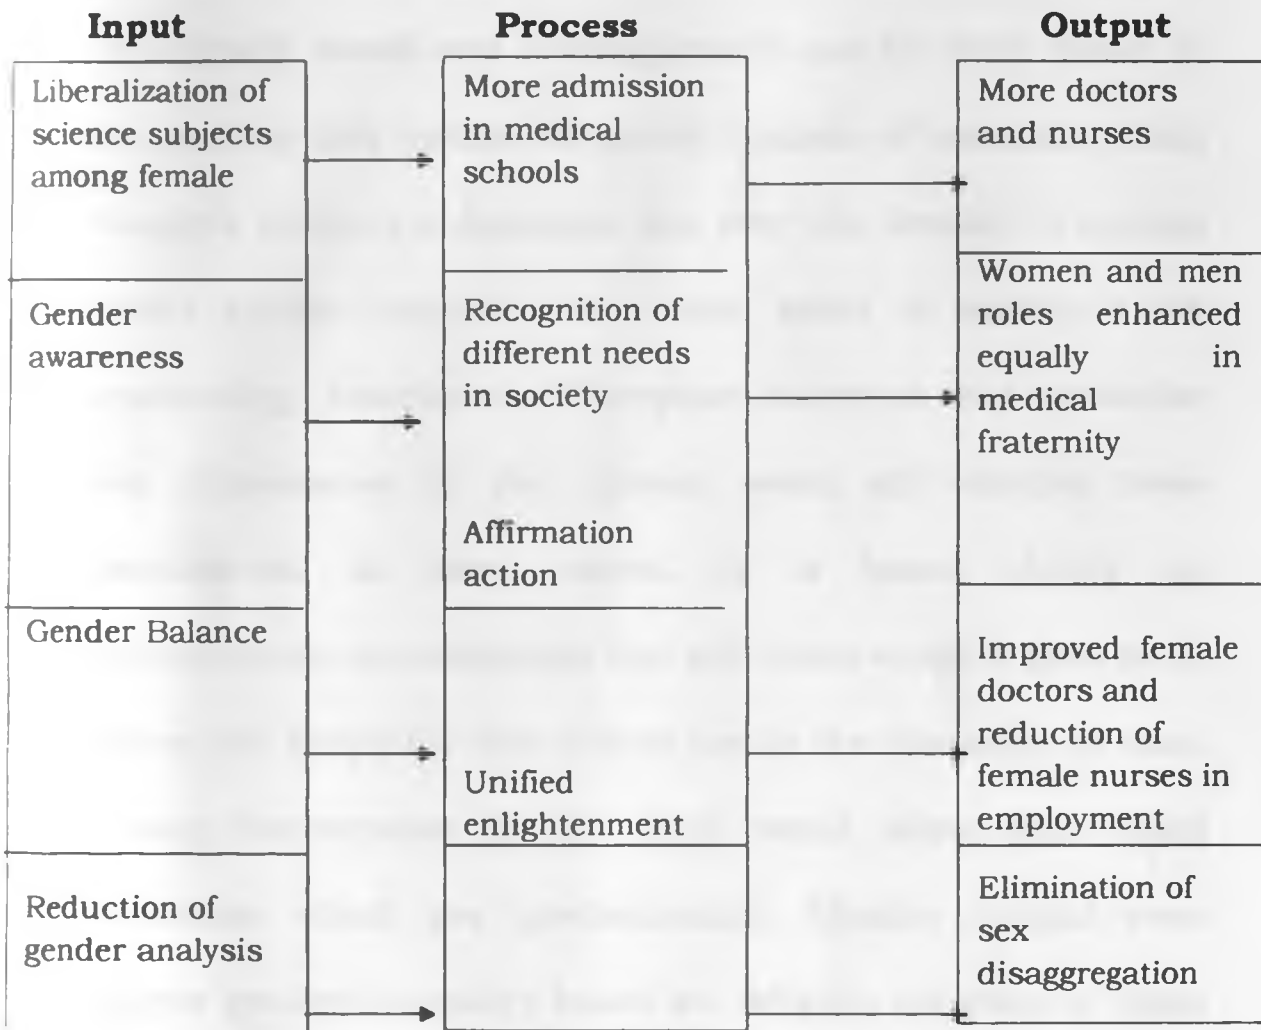 Input
Process
Output
Liberalization of
science subjects
among female
More admission
in medical
schools
More doctors
and nurses
Gender
awareness
Recognition of
different needs
in society
Affirmation
action
Women and men
roles enhanced
equally in
medical
fraternity
Gender Balance
Unified
enlightenment
Improved female
doctors and
reduction of
female nurses in
employment
Reduction of
gender analysis
Elimination of
sex
disaggregation